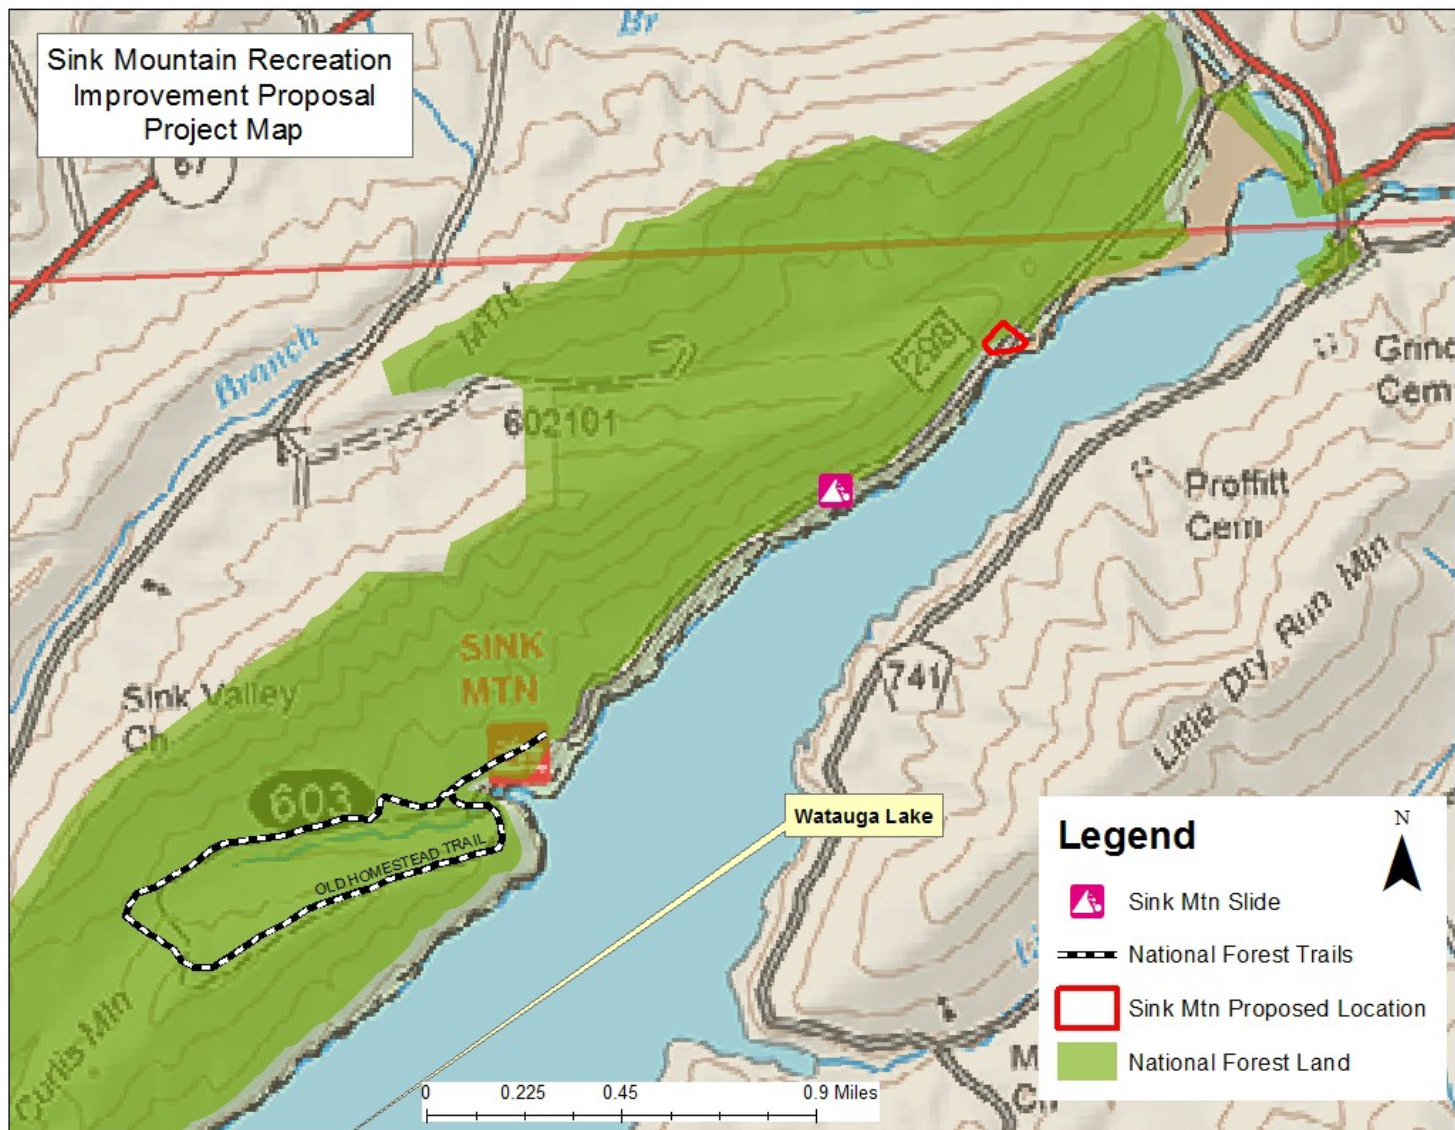 Sink Mountain Recreation
Improvement Proposal
Project Map
Br
67
MTN
Branch
602101
2982
Grind
Cem
Proffitt
Cem
Little Dry Run Mtn
741
SINK
MTN
Sink Valley
Ch
603
OLD HOMESTEAD TRAIL
Curtis Mtn
Watauga Lake
Legend
N
Sink Mtn Slide
National Forest Trails
Sink Mtn Proposed Location
National Forest Land
M
Ch
0 0.225 0.45 0.9 Miles